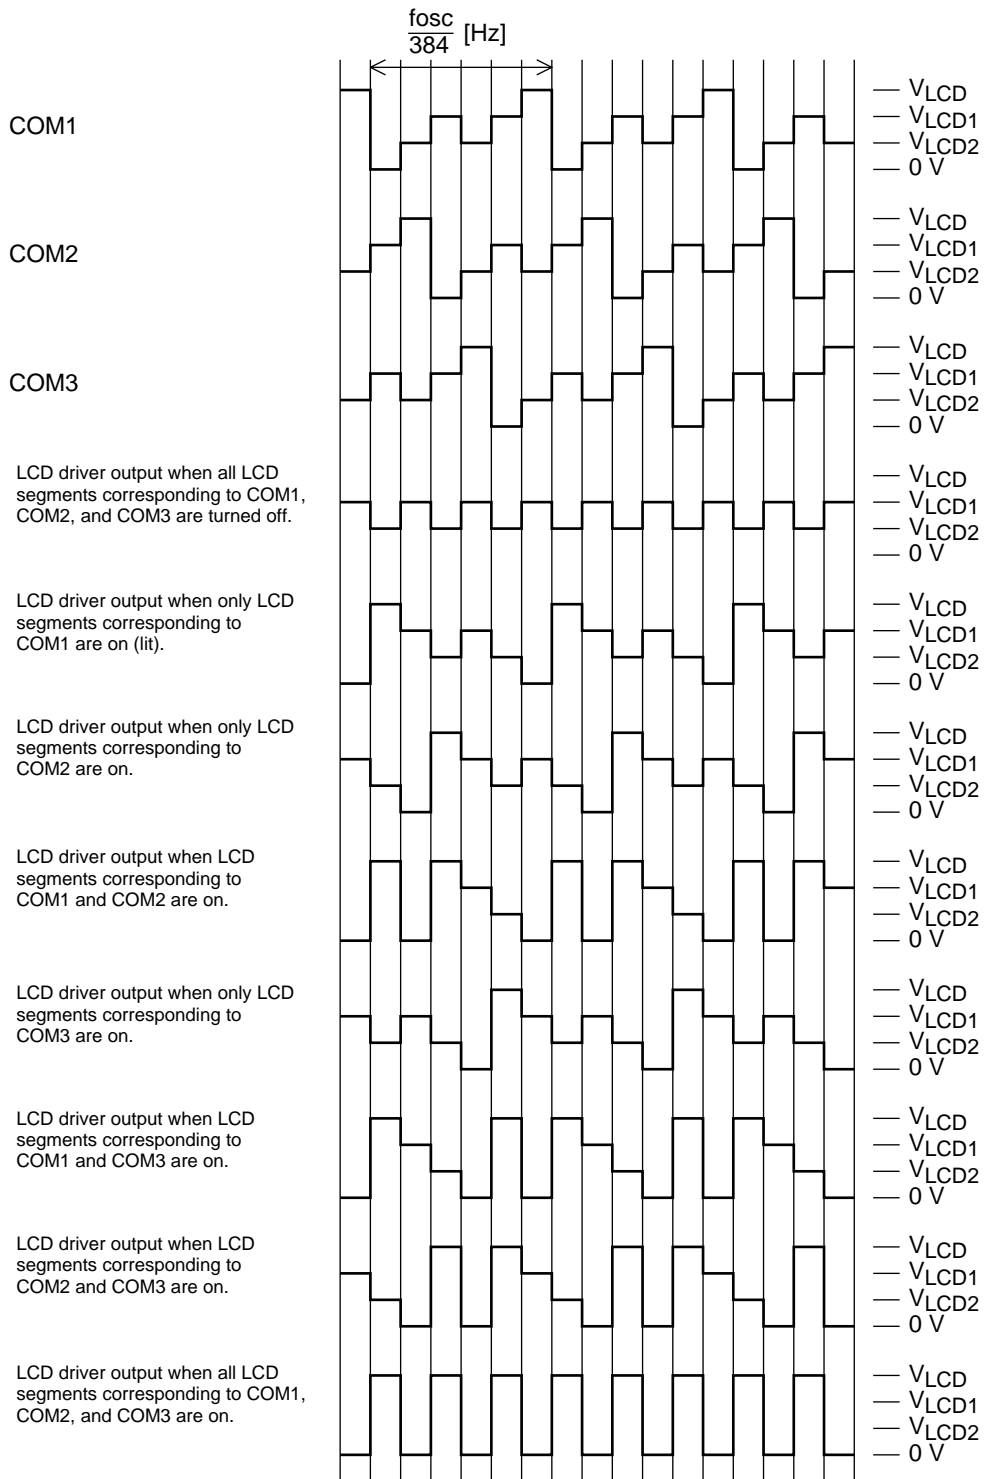 fosc
384 [Hz]
COM1
VLCD
VLCD1
VLCD2
0 V
COM2
VLCD
VLCD1
VLCD2
0 V
COM3
VLCD
VLCD1
VLCD2
0 V
LCD driver output when all LCD
segments corresponding to COM1,
COM2, and COM3 are turned off.
VLCD
VLCD1
VLCD2
0 V
LCD driver output when only LCD
segments corresponding to
COM1 are on (lit).
VLCD
VLCD1
VLCD2
0 V
LCD driver output when only LCD
segments corresponding to
COM2 are on.
VLCD
VLCD1
VLCD2
0 V
LCD driver output when LCD
segments corresponding to
COM1 and COM2 are on.
VLCD
VLCD1
VLCD2
0 V
LCD driver output when only LCD
segments corresponding to
COM3 are on.
VLCD
VLCD1
VLCD2
0 V
LCD driver output when LCD
segments corresponding to
COM1 and COM3 are on.
VLCD
VLCD1
VLCD2
0 V
LCD driver output when LCD
segments corresponding to
COM2 and COM3 are on.
VLCD
VLCD1
VLCD2
0 V
LCD driver output when all LCD
segments corresponding to COM1,
COM2, and COM3 are on.
VLCD
VLCD1
VLCD2
0 V